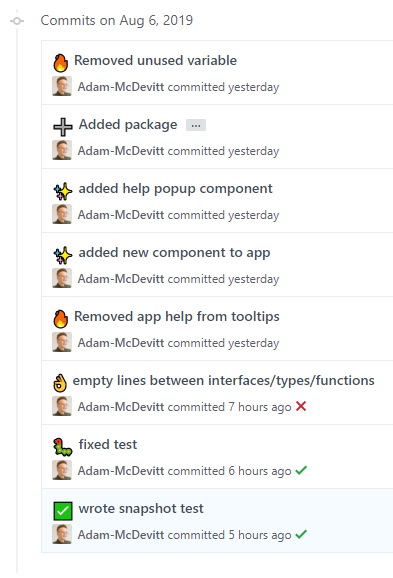 Commits on Aug 6, 2019
🔥 Removed unused variable
Adam-McDevitt committed yesterday
➕ Added package ...
Adam-McDevitt committed yesterday
✨ added help popup component
Adam-McDevitt committed yesterday
✨ added new component to app
Adam-McDevitt committed yesterday
🔥 Removed app help from tooltips
Adam-McDevitt committed yesterday
👌 empty lines between interfaces/types/functions
Adam-McDevitt committed 7 hours ago ✗
🐛 fixed test
Adam-McDevitt committed 6 hours ago ✓
✅ wrote snapshot test
Adam-McDevitt committed 5 hours ago ✓